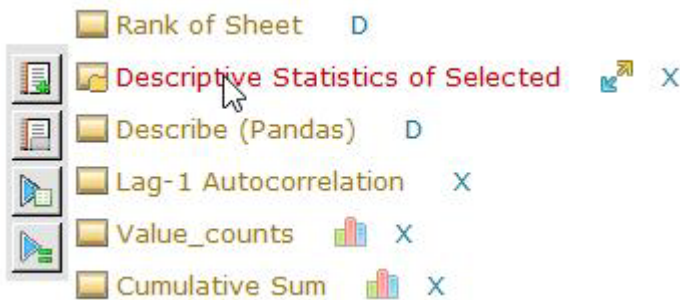 Rank of Sheet D
Descriptive Statistics of Selected X
Describe (Pandas) D
Lag-1 Autocorrelation X
Value_counts X
Cumulative Sum X